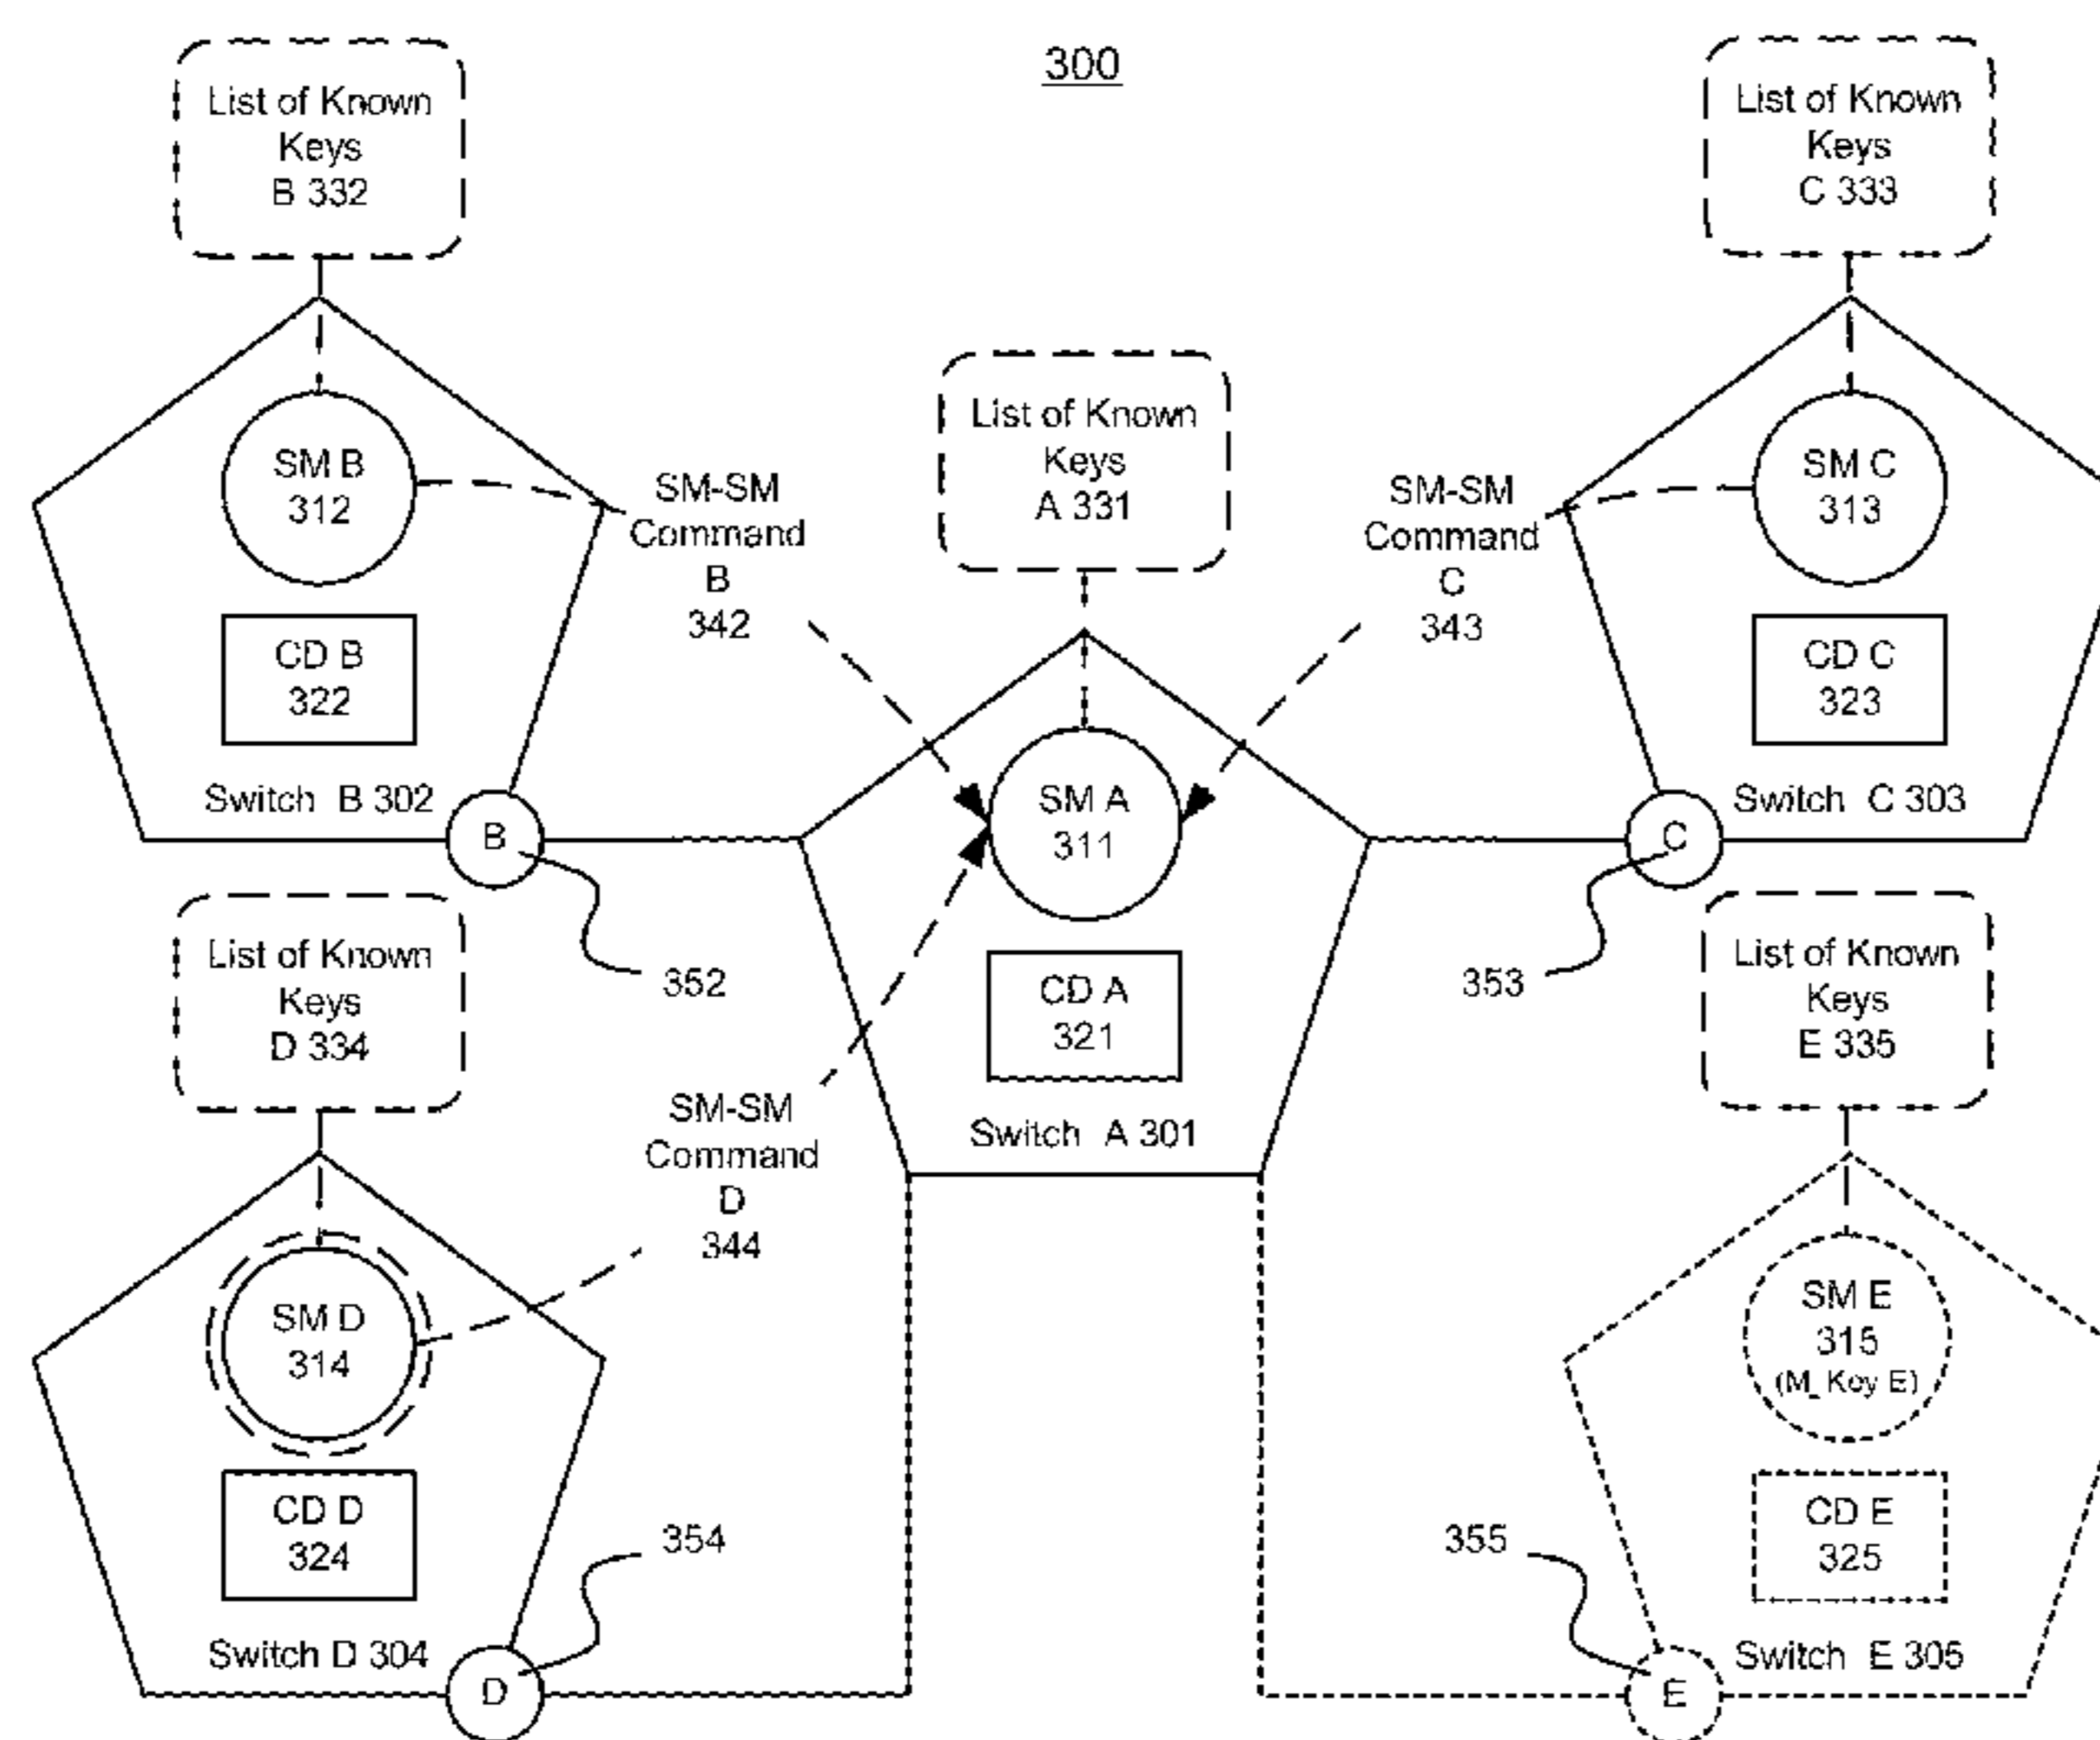 300
List of Known
Keys
B 332
List of Known
Keys
C 333
List of Known
Keys
A 331
SM B
312
SM-SM
Command
B
342
SM-SM
Command
C
343
SM C
313
CD B
322
CD C
323
Switch B 302
B
SM A
311
C
Switch C 303
352
353
List of Known
Keys
D 334
CD A
321
List of Known
Keys
E 335
SM-SM
Command
D
344
Switch A 301
SM D
314
SM E
315
(M_Key E)
CD D
324
354
355
CD E
325
Switch D 304
D
E
Switch E 305